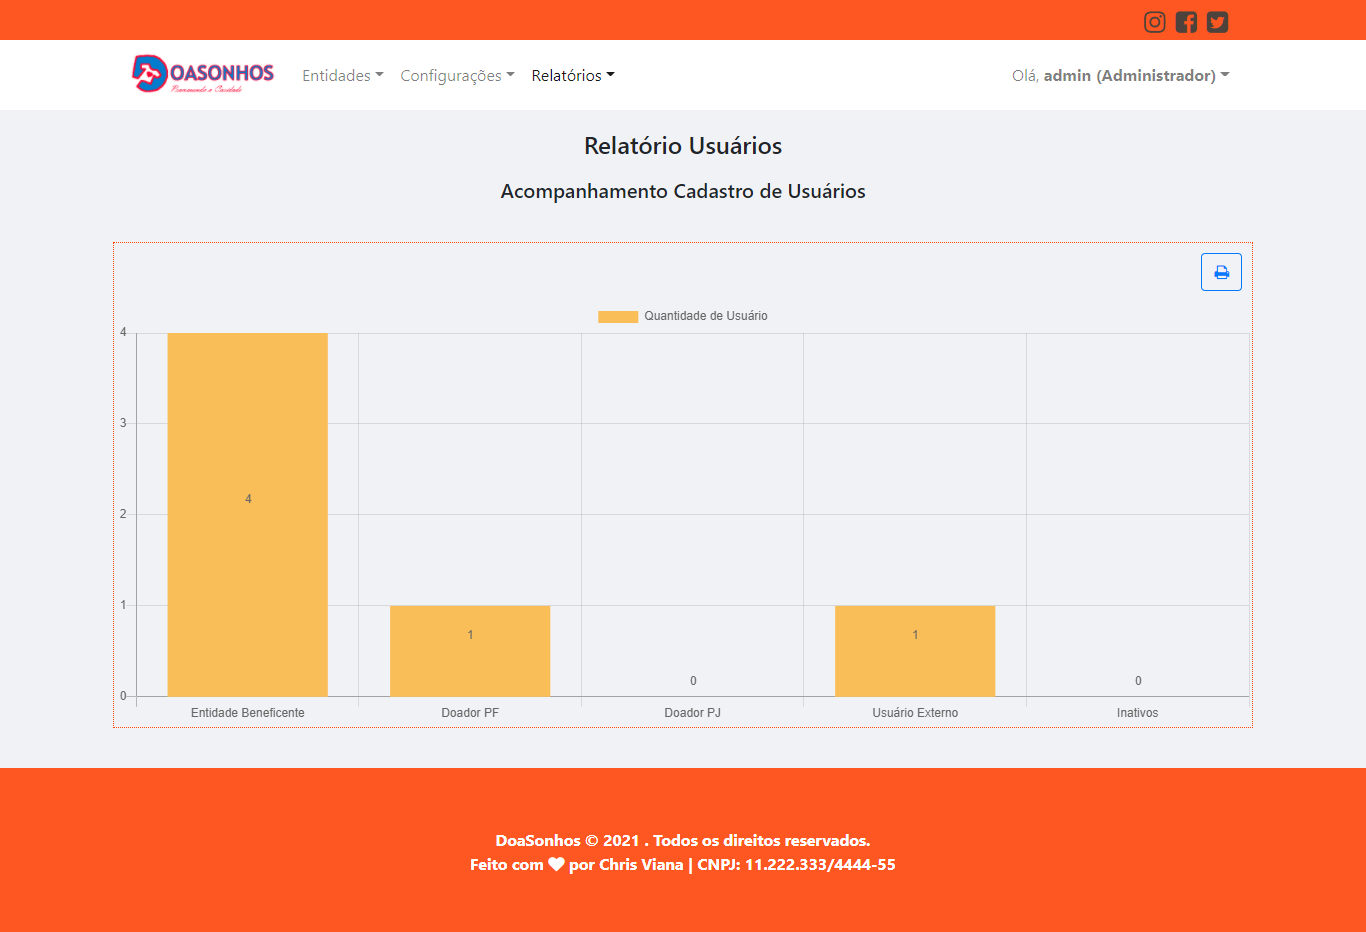 OASONHOS
Entidades Configurações Relatórios
Olá, admin (Administrador)
Relatório Usuários
Acompanhamento Cadastro de Usuários
Quantidade de Usuário
4
3
2
1
0
4
1
0
1
0
Entidade Beneficente Doador PF Doador PJ Usuário Externo Inativos
DoaSonhos © 2021 . Todos os direitos reservados.
Feito com ❤ por Chris Viana | CNPJ: 11.222.333/4444-55